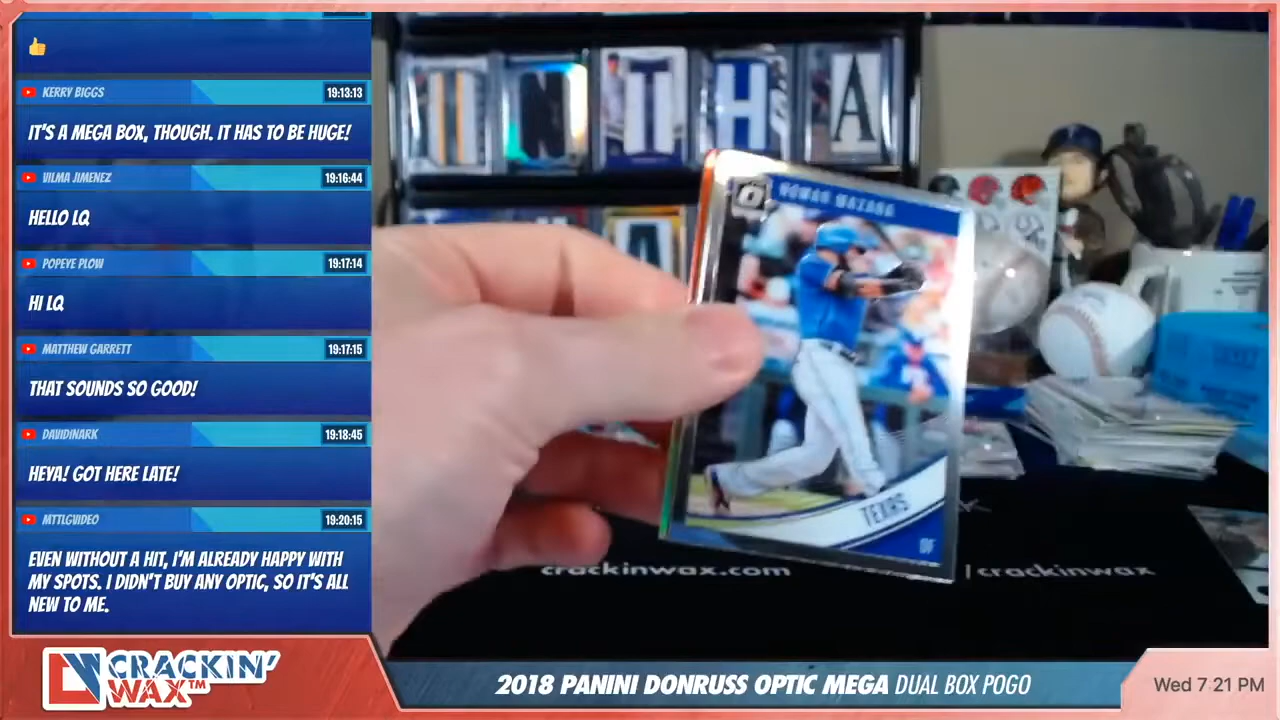 KERRY BIGGS
19:13:13
IT'S A MEGA BOX, THOUGH. IT HAS TO BE HUGE!
VILMA JIMENEZ
19:16:44
HELLO LQ
POPEYE PLOW
19:17:14
HI LQ
MATTHEW GARRETT
19:17:15
THAT SOUNDS SO GOOD!
DAVIDINARK
19:18:45
HEYA! GOT HERE LATE!
MTTLGVIDEO
19:20:15
EVEN WITHOUT A HIT, I'M ALREADY HAPPY WITH
MY SPOTS. I DIDN'T BUY ANY OPTIC, SO IT'S ALL
NEW TO ME.
N T H A
NOMAR MAZARA
TEXAS
OF
crackinwax.com
| crackinwax
CRACKIN'
WAX™
2018 PANINI DONRUSS OPTIC MEGA DUAL BOX POGO
Wed 7 21 PM